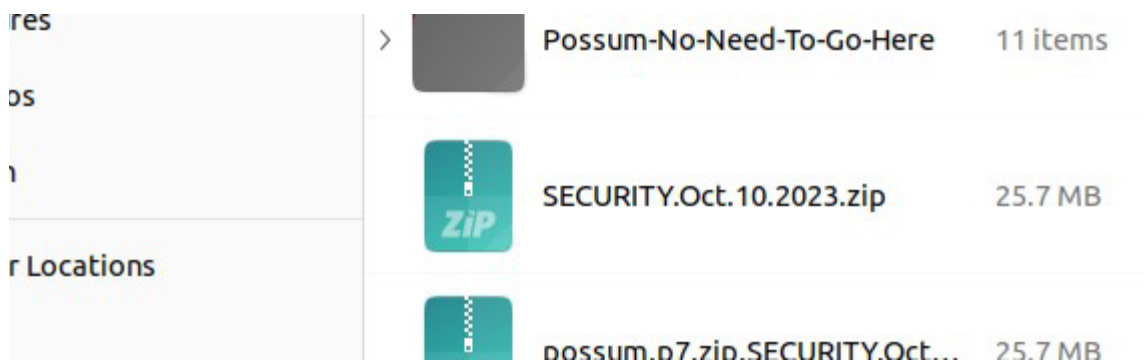 res
Possum-No-Need-To-Go-Here 11 items
os
n
SECURITY.Oct.10.2023.zip 25.7 MB
ZiP
r Locations
possum.p7.zip.SECURITY.Oct... 25.7 MB